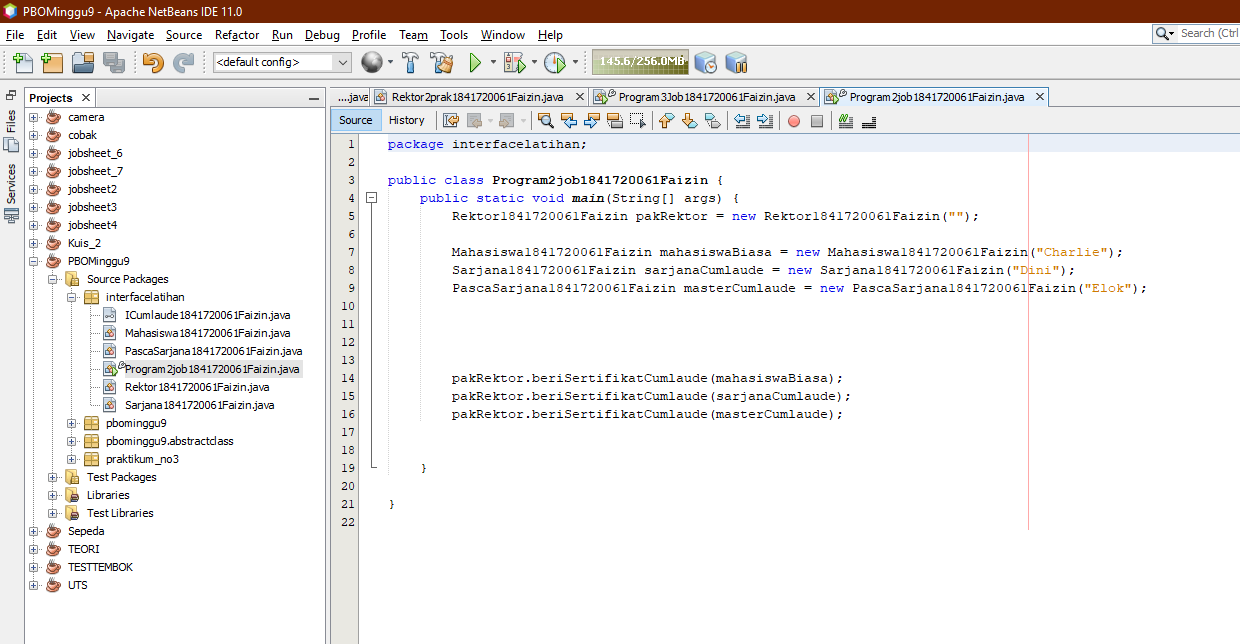 PBOMinggu9 - Apache NetBeans IDE 11.0
File Edit View Navigate Source Refactor Run Debug Profile Team Tools Window Help
Search (Ctrl
<default config>
145.6/256.0MB
Files
Services
Projects
camera
cobak
jobsheet_6
jobsheet_7
jobsheet2
jobsheet3
jobsheet4
Kuis_2
PBOMinggu9
Source Packages
interfacelatihan
ICumlaude1841720061Faizin.java
Mahasiswa1841720061Faizin.java
PascaSarjana1841720061Faizin.java
Program2job1841720061Faizin.java
Rektor1841720061Faizin.java
Sarjana1841720061Faizin.java
pbominggu9
pbominggu9.abstractclass
praktikum_no3
Test Packages
Libraries
Test Libraries
Sepeda
TEORI
TESTTEMBOK
UTS
....java Rektor2prak1841720061Faizin.java Program3Job1841720061Faizin.java Program2job1841720061Faizin.java
Source History
1 package interfacelatihan;
2
3 public class Program2job1841720061Faizin {
4 public static void main(String[] args) {
5 Rektor1841720061Faizin pakRektor = new Rektor1841720061Faizin("");
6
7 Mahasiswa1841720061Faizin mahasiswaBiasa = new Mahasiswa1841720061Faizin("Charlie");
8 Sarjana1841720061Faizin sarjanaCumlaude = new Sarjana1841720061Faizin("Dini");
9 PascaSarjana1841720061Faizin masterCumlaude = new PascaSarjana1841720061Faizin("Elok");
10
11
12
13
14 pakRektor.beriSertifikatCumlaude(mahasiswaBiasa);
15 pakRektor.beriSertifikatCumlaude(sarjanaCumlaude);
16 pakRektor.beriSertifikatCumlaude(masterCumlaude);
17
18
19 }
20
21 }
22